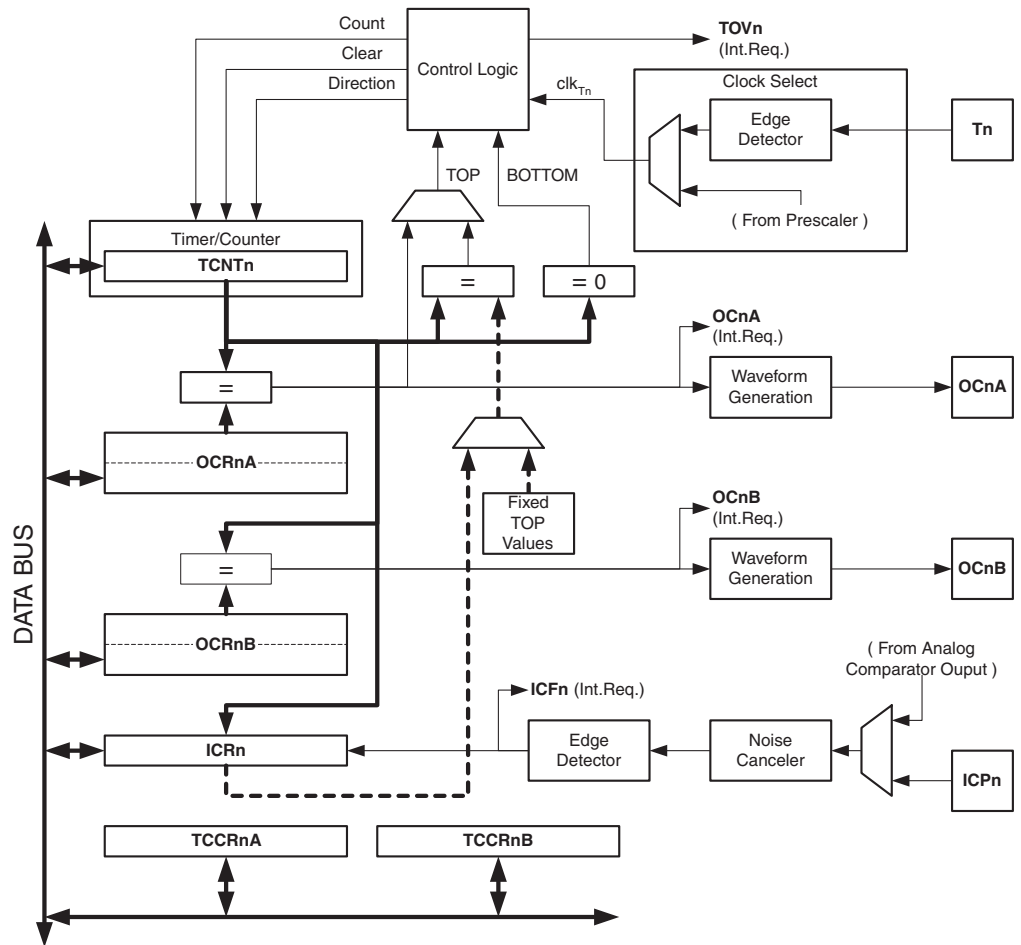 Count
Clear
Direction
Control Logic
TOVn
(Int.Req.)
clkTn
Clock Select
Edge
Detector
Tn
( From Prescaler )
TOP
BOTTOM
Timer/Counter
TCNTn
=
= 0
=
OCnA
(Int.Req.)
Waveform
Generation
OCnA
OCRnA
Fixed
TOP
Values
OCnB
(Int.Req.)
=
Waveform
Generation
OCnB
OCRnB
DATA BUS
( From Analog
Comparator Ouput )
ICFn (Int.Req.)
ICRn
Edge
Detector
Noise
Canceler
ICPn
TCCRnA
TCCRnB